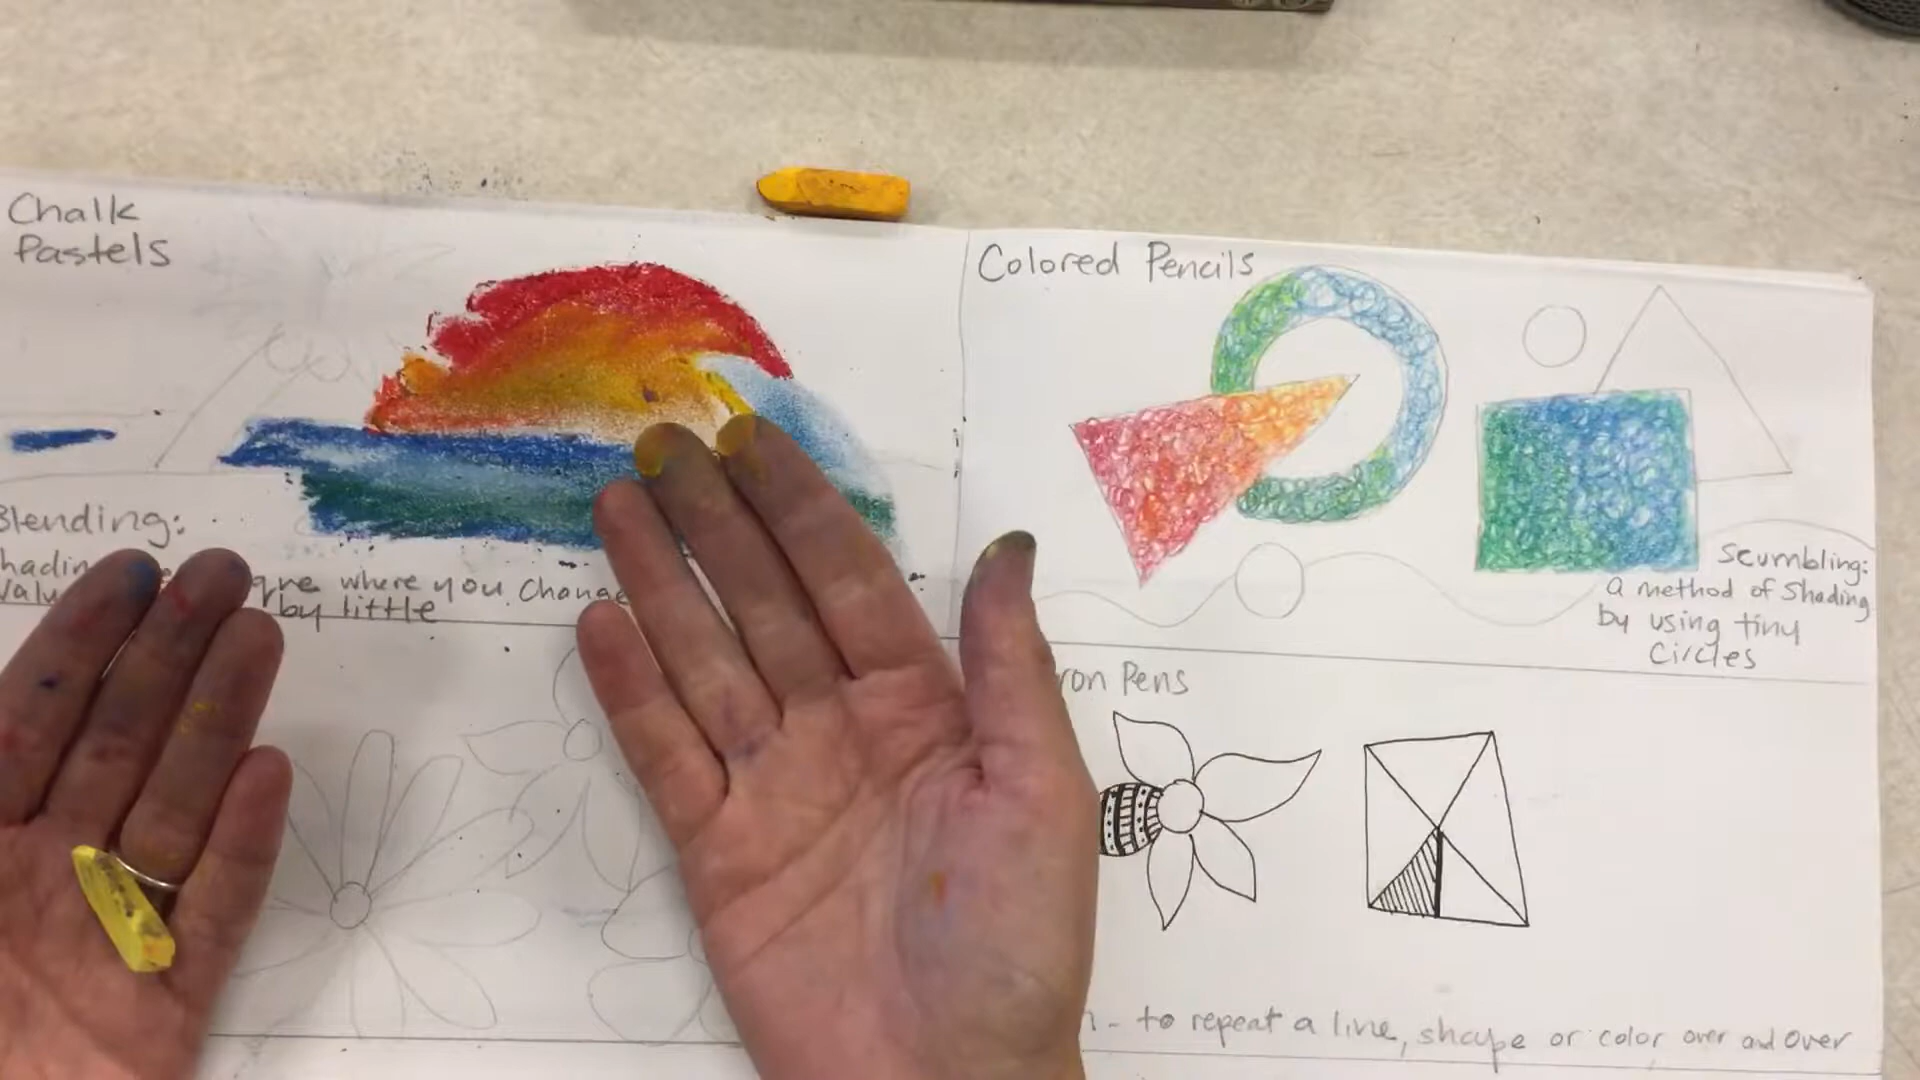 Chalk
Pastels
Blending:
where you change
by little
Colored Pencils
Scumbling:
a method of shading
by using tiny
circles
Pens
- to repeat a line, shape or color over and over